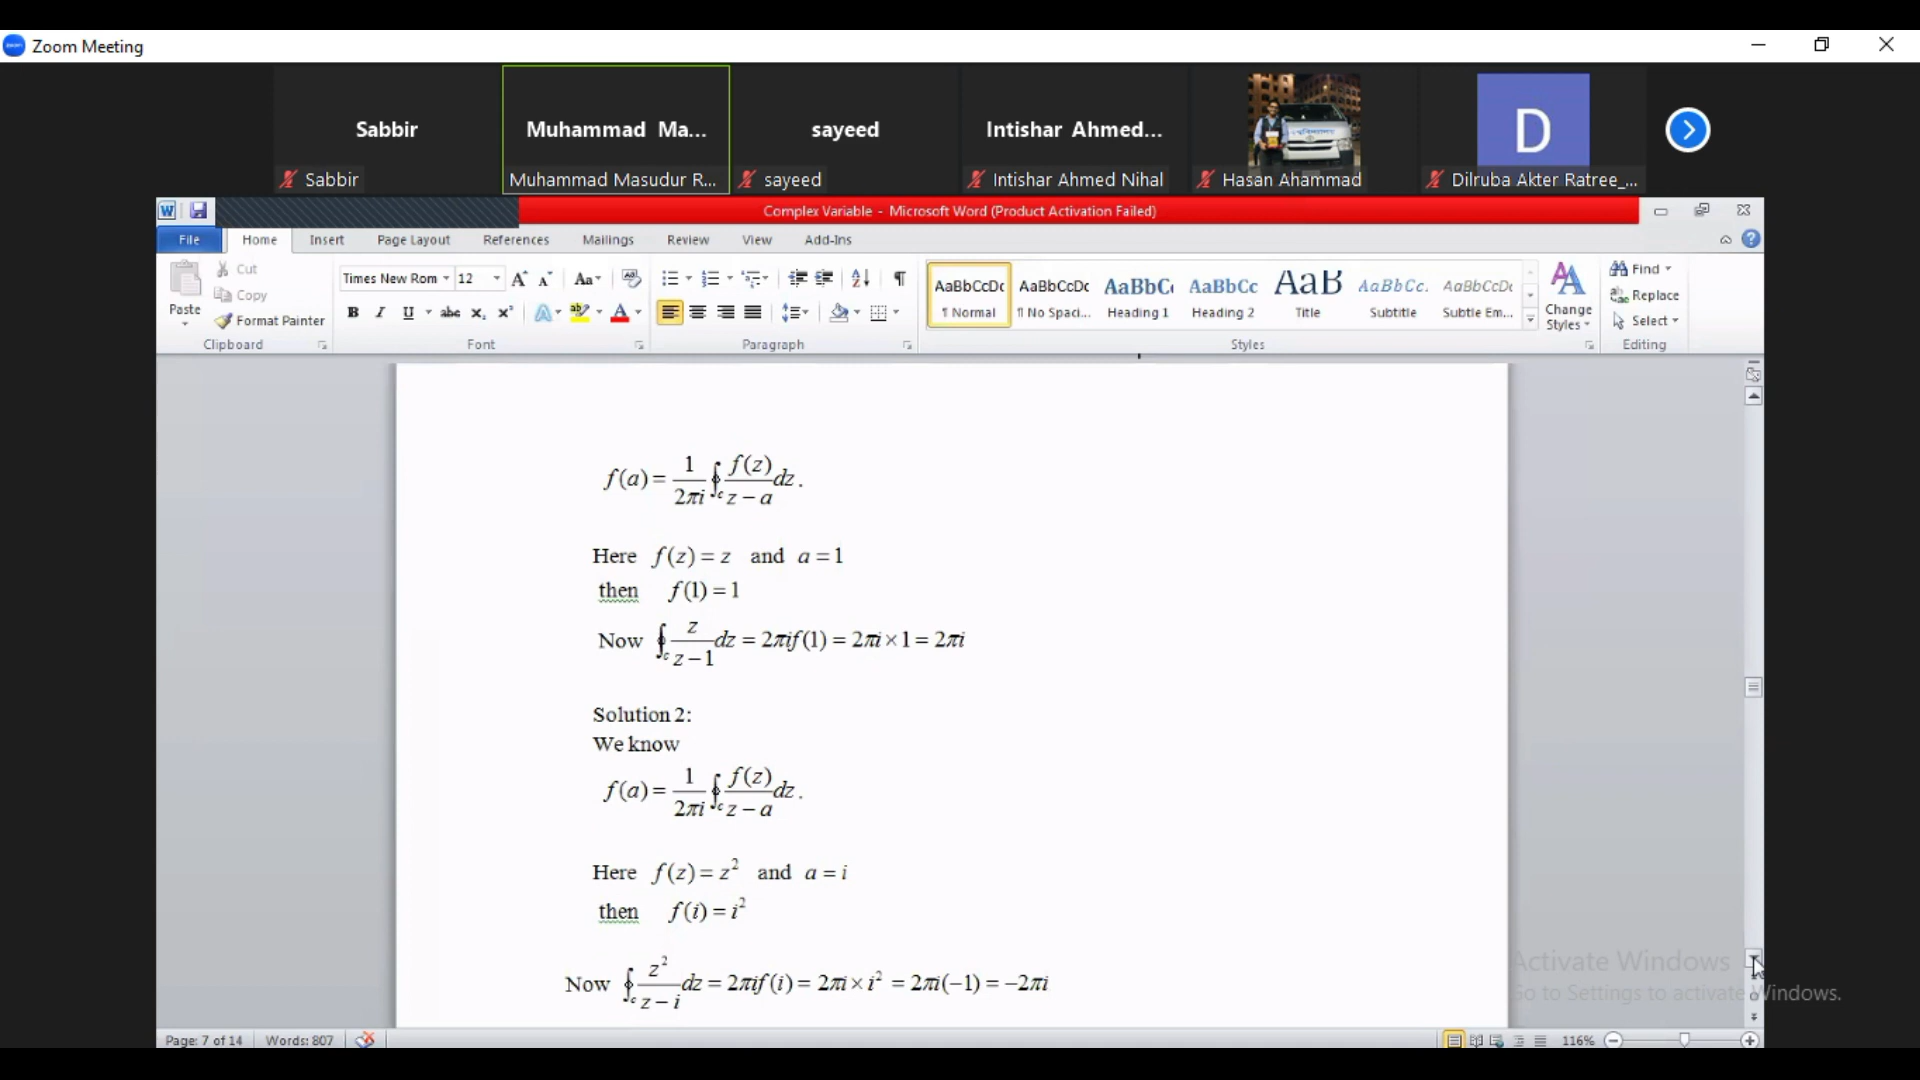 Zoom Meeting
Sabbir
Muhammad Ma...
sayeed
Intishar Ahmed...
D
Sabbir
Muhammad Masudur R...
sayeed
Intishar Ahmed Nihal
Hasan Ahammad
Dilruba Akter Ratree_...
W
Complex Variable - Microsoft Word (Product Activation Failed)
File Home Insert Page Layout References Mailings Review View Add-Ins
Paste
Cut
Copy
Format Painter
Clipboard
Times New Rom 12
Aa
B I U abc x₂ x²
Font
Paragraph
AaBbCcDc AaBbCcDc AaBbC AaBbCc AaB AaBbCc. AaBbCcDc
¶ Normal ¶ No Spaci... Heading 1 Heading 2 Title Subtitle Subtle Em...
Change Styles
Styles
Find
Replace
Select
Editing
f(a) = 1/2πi ∮c f(z)/z−a dz.
Here f(z) = z and a = 1
then f(1) = 1
Now ∮c z/z−1 dz = 2πif(1) = 2πi×1 = 2πi
Solution 2:
We know
f(a) = 1/2πi ∮c f(z)/z−a dz.
Here f(z) = z² and a = i
then f(i) = i²
Now ∮c z²/z−i dz = 2πif(i) = 2πi×i² = 2πi(−1) = −2πi
Activate Windows
Go to Settings to activate Windows.
Page: 7 of 14 Words: 807 116%